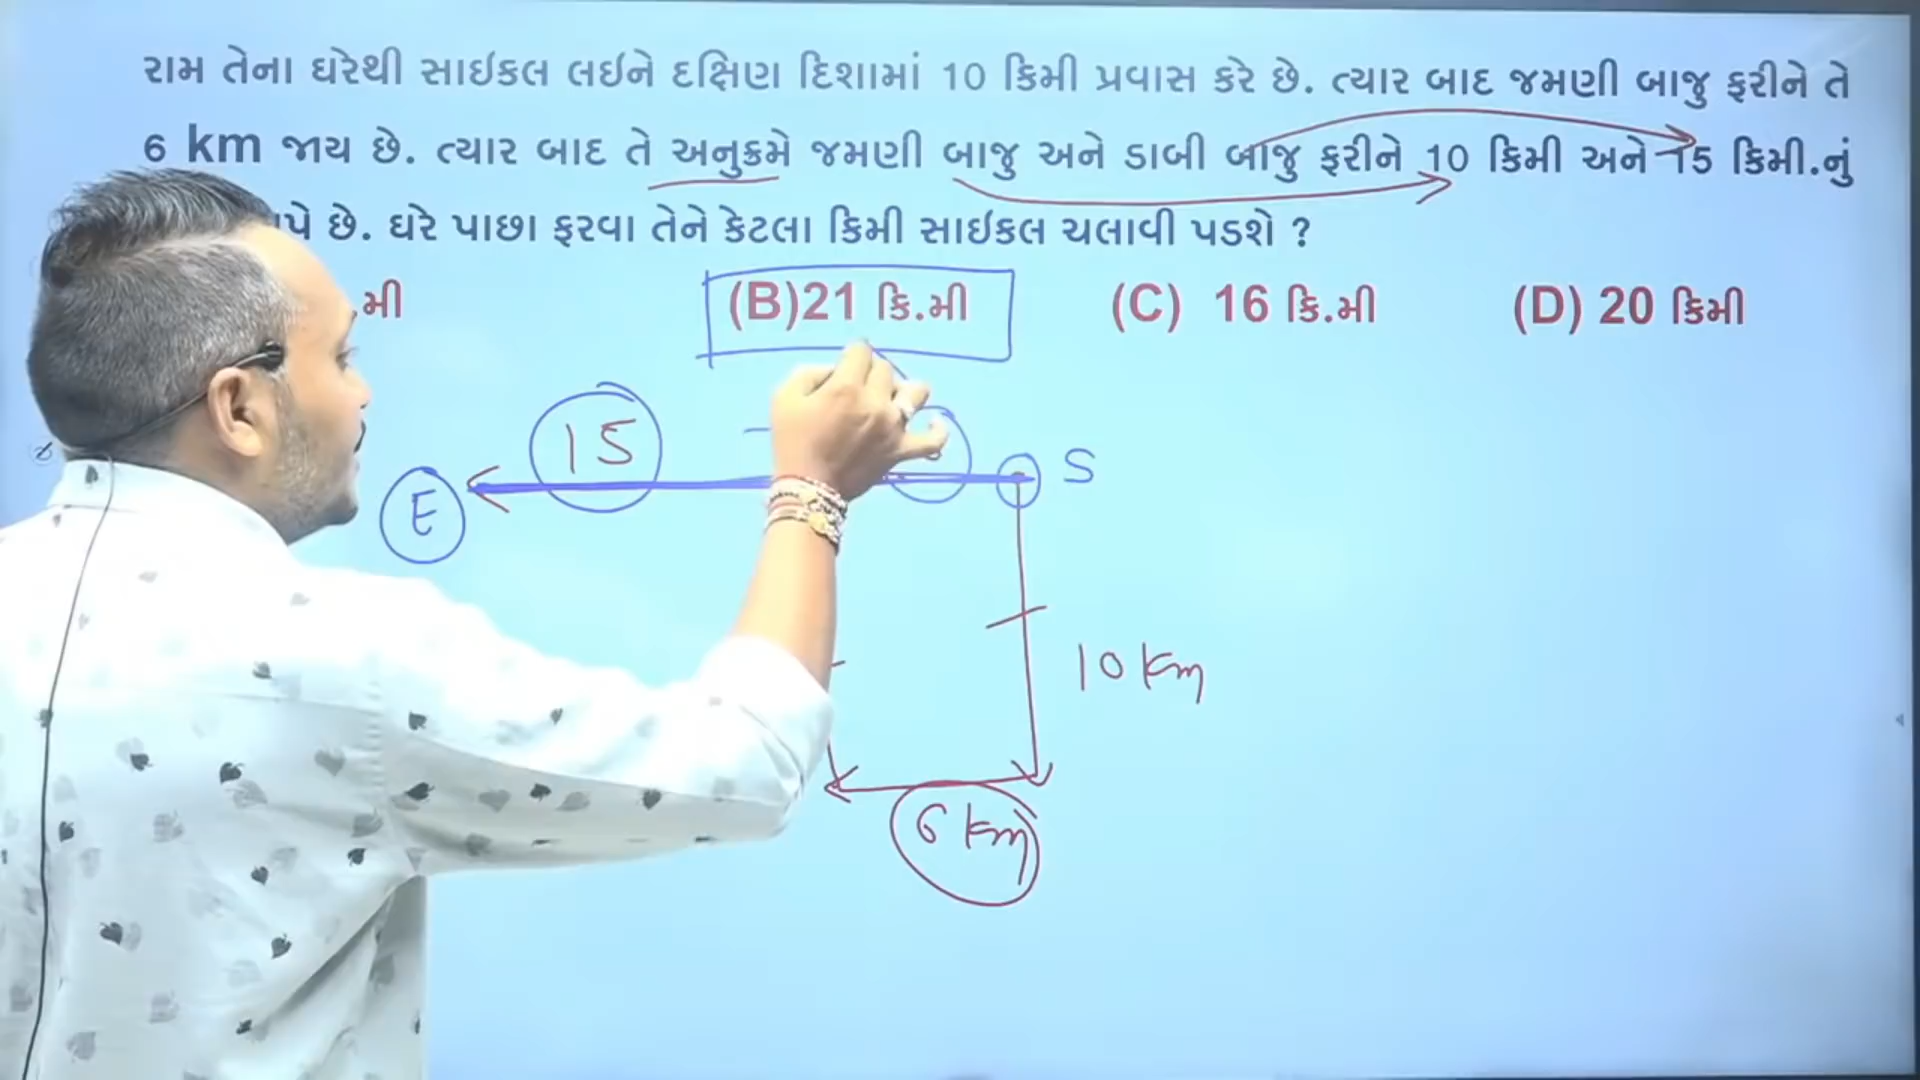 રામ તેના ઘરેથી સાઈકલ લઈને દક્ષિણ દિશામાં 10 કિમી પ્રવાસ કરે છે. ત્યાર બાદ જમણી બાજુ ફરીને તે
6 km જાય છે. ત્યાર બાદ તે અનુક્રમે જમણી બાજુ અને ડાબી બાજુ ફરીને 10 કિમી અને 15 કિમી.નું
છે. ઘરે પાછા ફરવા તેને કેટલા કિમી સાઈકલ ચલાવી પડશે ?
.મી (B)21 કિ.મી (C) 16 કિ.મી (D) 20 કિમી
15
S
E
10 km
6 km